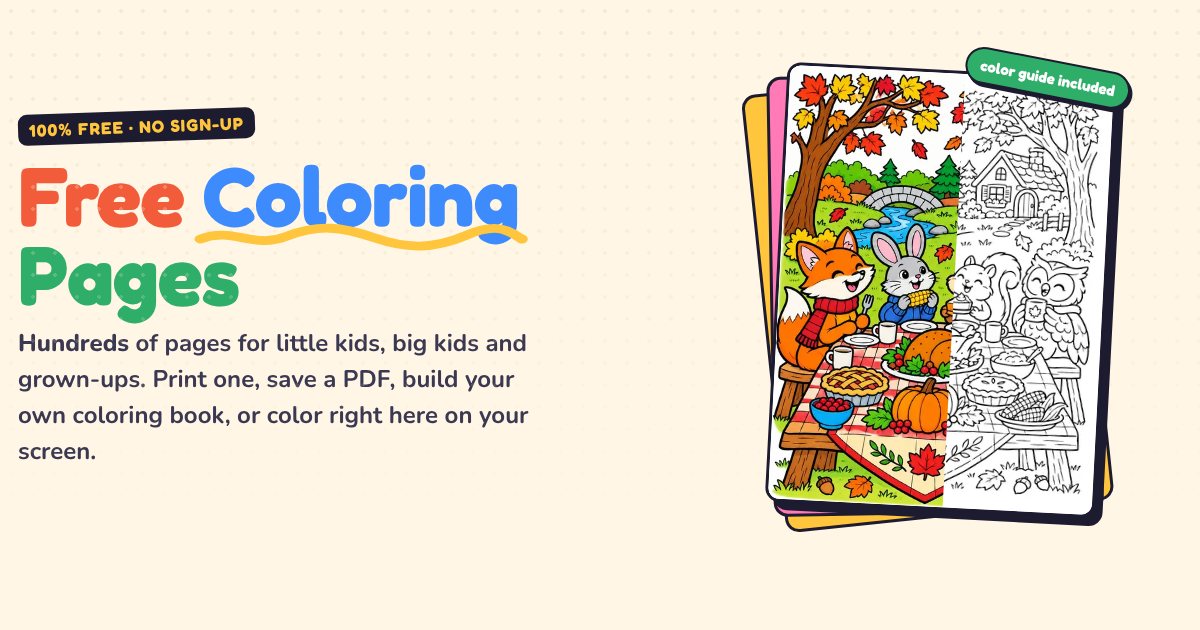 100% FREE · NO SIGN-UP
Free Coloring
Pages
Hundreds of pages for little kids, big kids and
grown-ups. Print one, save a PDF, build your
own coloring book, or color right here on your
screen.
color guide included